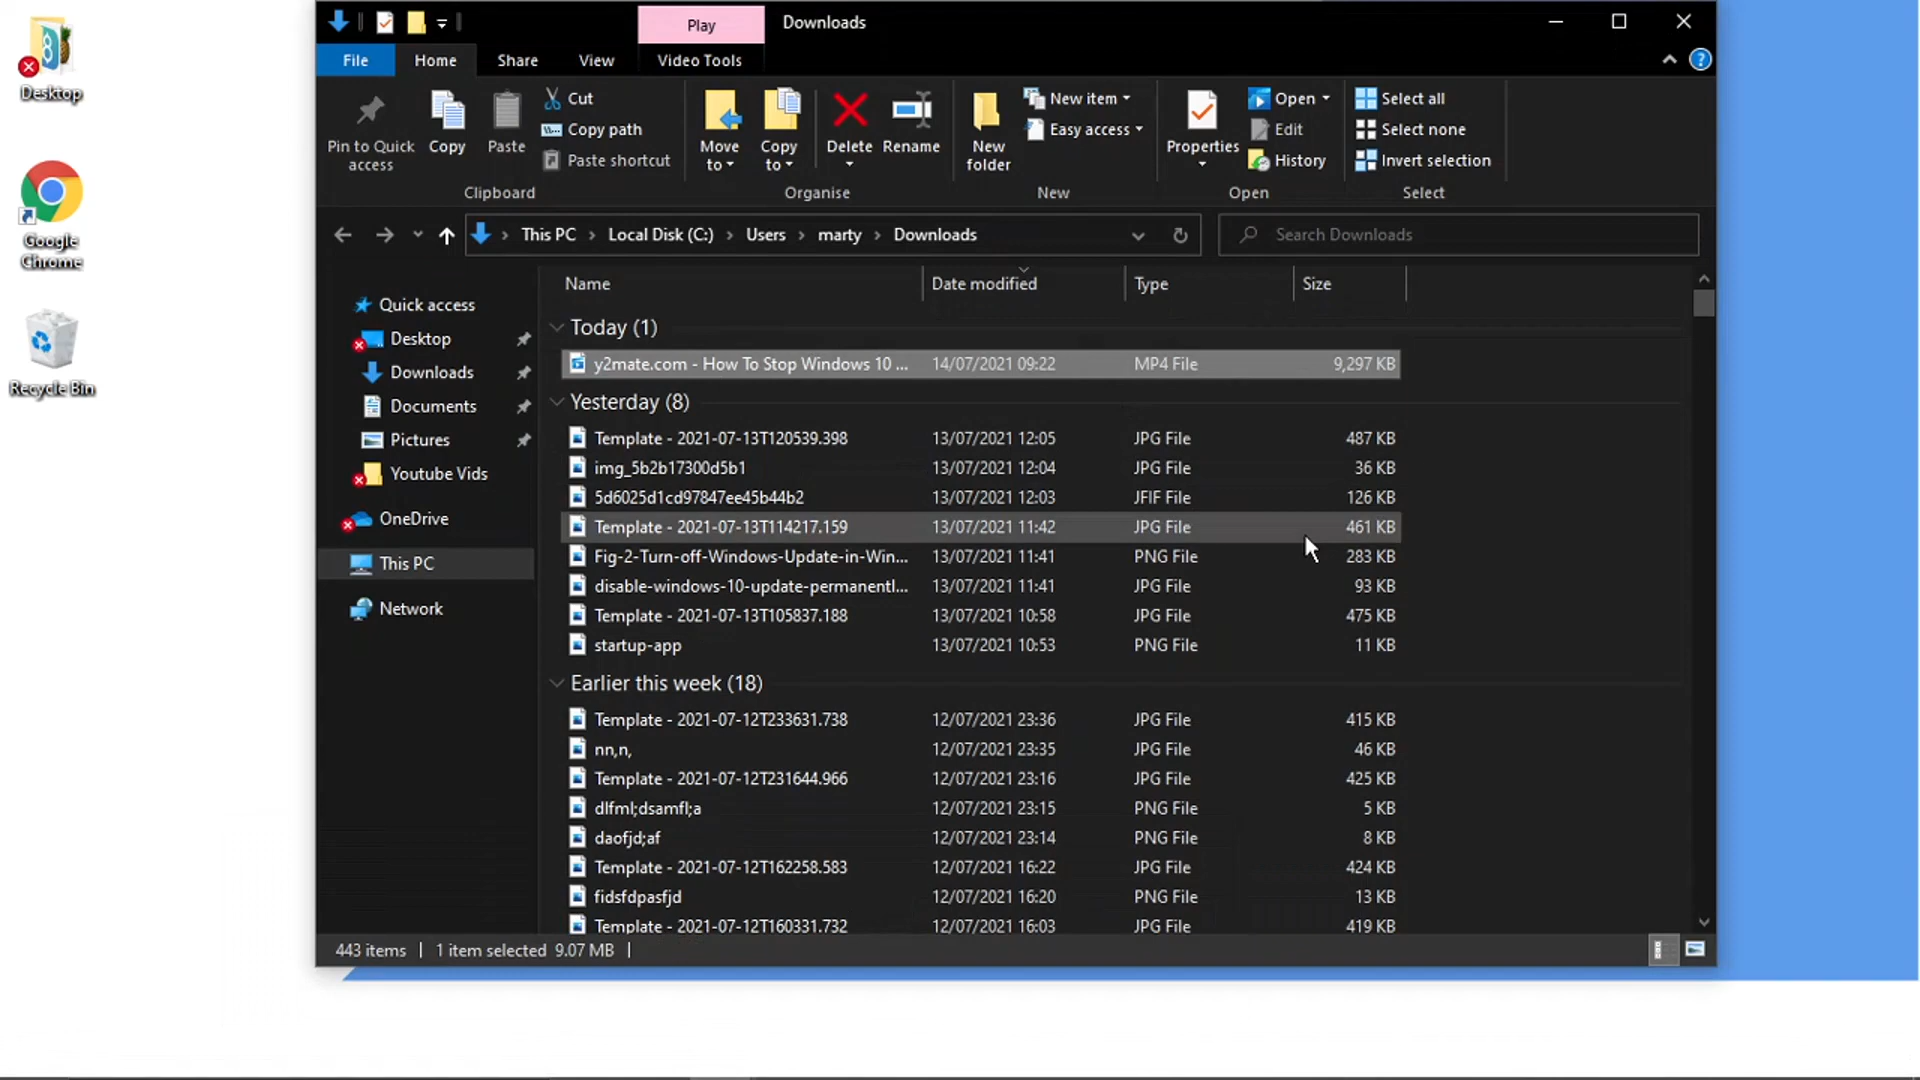 Play
Downloads
File
Home
Share
View
Video Tools
Pin to Quick access
Copy
Paste
Cut
Copy path
Paste shortcut
Clipboard
Move to
Copy to
Delete
Rename
Organise
New folder
New item
Easy access
New
Properties
Open
Edit
History
Open
Select all
Select none
Invert selection
Select
This PC > Local Disk (C:) > Users > marty > Downloads
Search Downloads
Desktop
Google Chrome
Recycle Bin
Quick access
Desktop
Downloads
Documents
Pictures
Youtube Vids
OneDrive
This PC
Network
Name Date modified Type Size
Today (1)
y2mate.com - How To Stop Windows 10 ... 14/07/2021 09:22 MP4 File 9,297 KB
Yesterday (8)
Template - 2021-07-13T120539.398 13/07/2021 12:05 JPG File 487 KB
img_5b2b17300d5b1 13/07/2021 12:04 JPG File 36 KB
5d6025d1cd97847ee45b44b2 13/07/2021 12:03 JFIF File 126 KB
Template - 2021-07-13T114217.159 13/07/2021 11:42 JPG File 461 KB
Fig-2-Turn-off-Windows-Update-in-Win... 13/07/2021 11:41 PNG File 283 KB
disable-windows-10-update-permanentl... 13/07/2021 11:41 JPG File 93 KB
Template - 2021-07-13T105837.188 13/07/2021 10:58 JPG File 475 KB
startup-app 13/07/2021 10:53 PNG File 11 KB
Earlier this week (18)
Template - 2021-07-12T233631.738 12/07/2021 23:36 JPG File 415 KB
nn,n, 12/07/2021 23:35 JPG File 46 KB
Template - 2021-07-12T231644.966 12/07/2021 23:16 JPG File 425 KB
dlfml;dsamfl;a 12/07/2021 23:15 PNG File 5 KB
daofjd;af 12/07/2021 23:14 PNG File 8 KB
Template - 2021-07-12T162258.583 12/07/2021 16:22 JPG File 424 KB
fidsfdpasfjd 12/07/2021 16:20 PNG File 13 KB
Template - 2021-07-12T160331.732 12/07/2021 16:03 JPG File 419 KB
443 items | 1 item selected 9.07 MB |